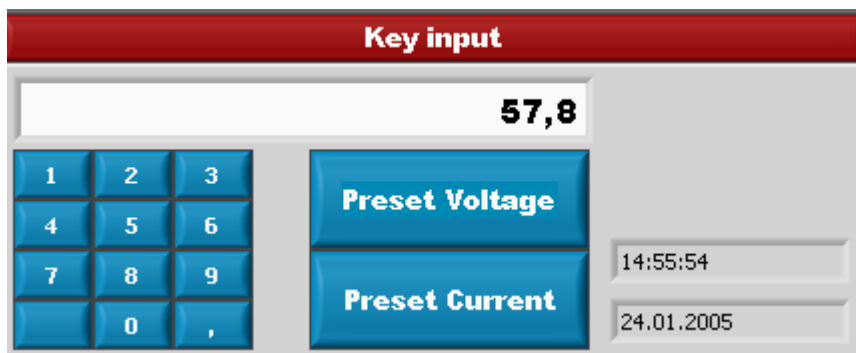 Key input
57,8
1 2 3
4 5 6
7 8 9
0 ,
Preset Voltage
Preset Current
14:55:54
24.01.2005